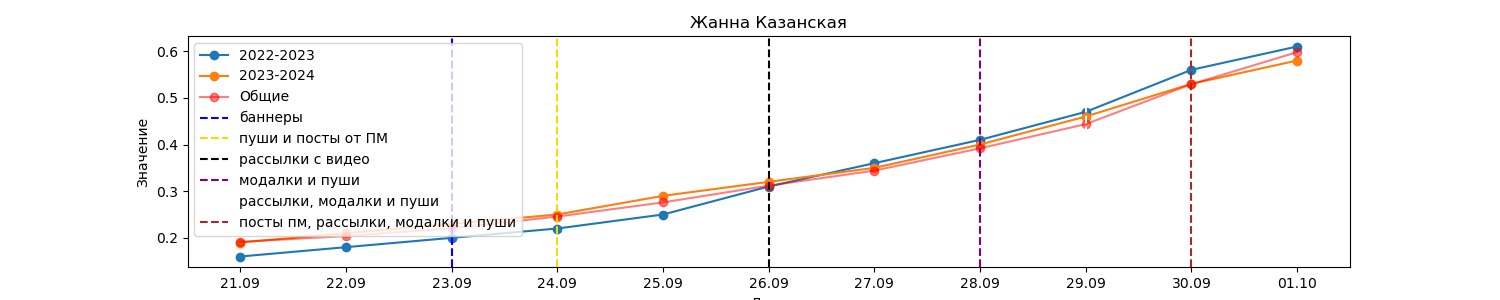 Жанна Казанская
Значение
0.6
0.5
0.4
0.3
0.2
2022-2023
2023-2024
Общие
баннеры
пуши и посты от ПМ
рассылки с видео
модалки и пуши
рассылки, модалки и пуши
посты пм, рассылки, модалки и пуши
21.09 22.09 23.09 24.09 25.09 26.09 27.09 28.09 29.09 30.09 01.10